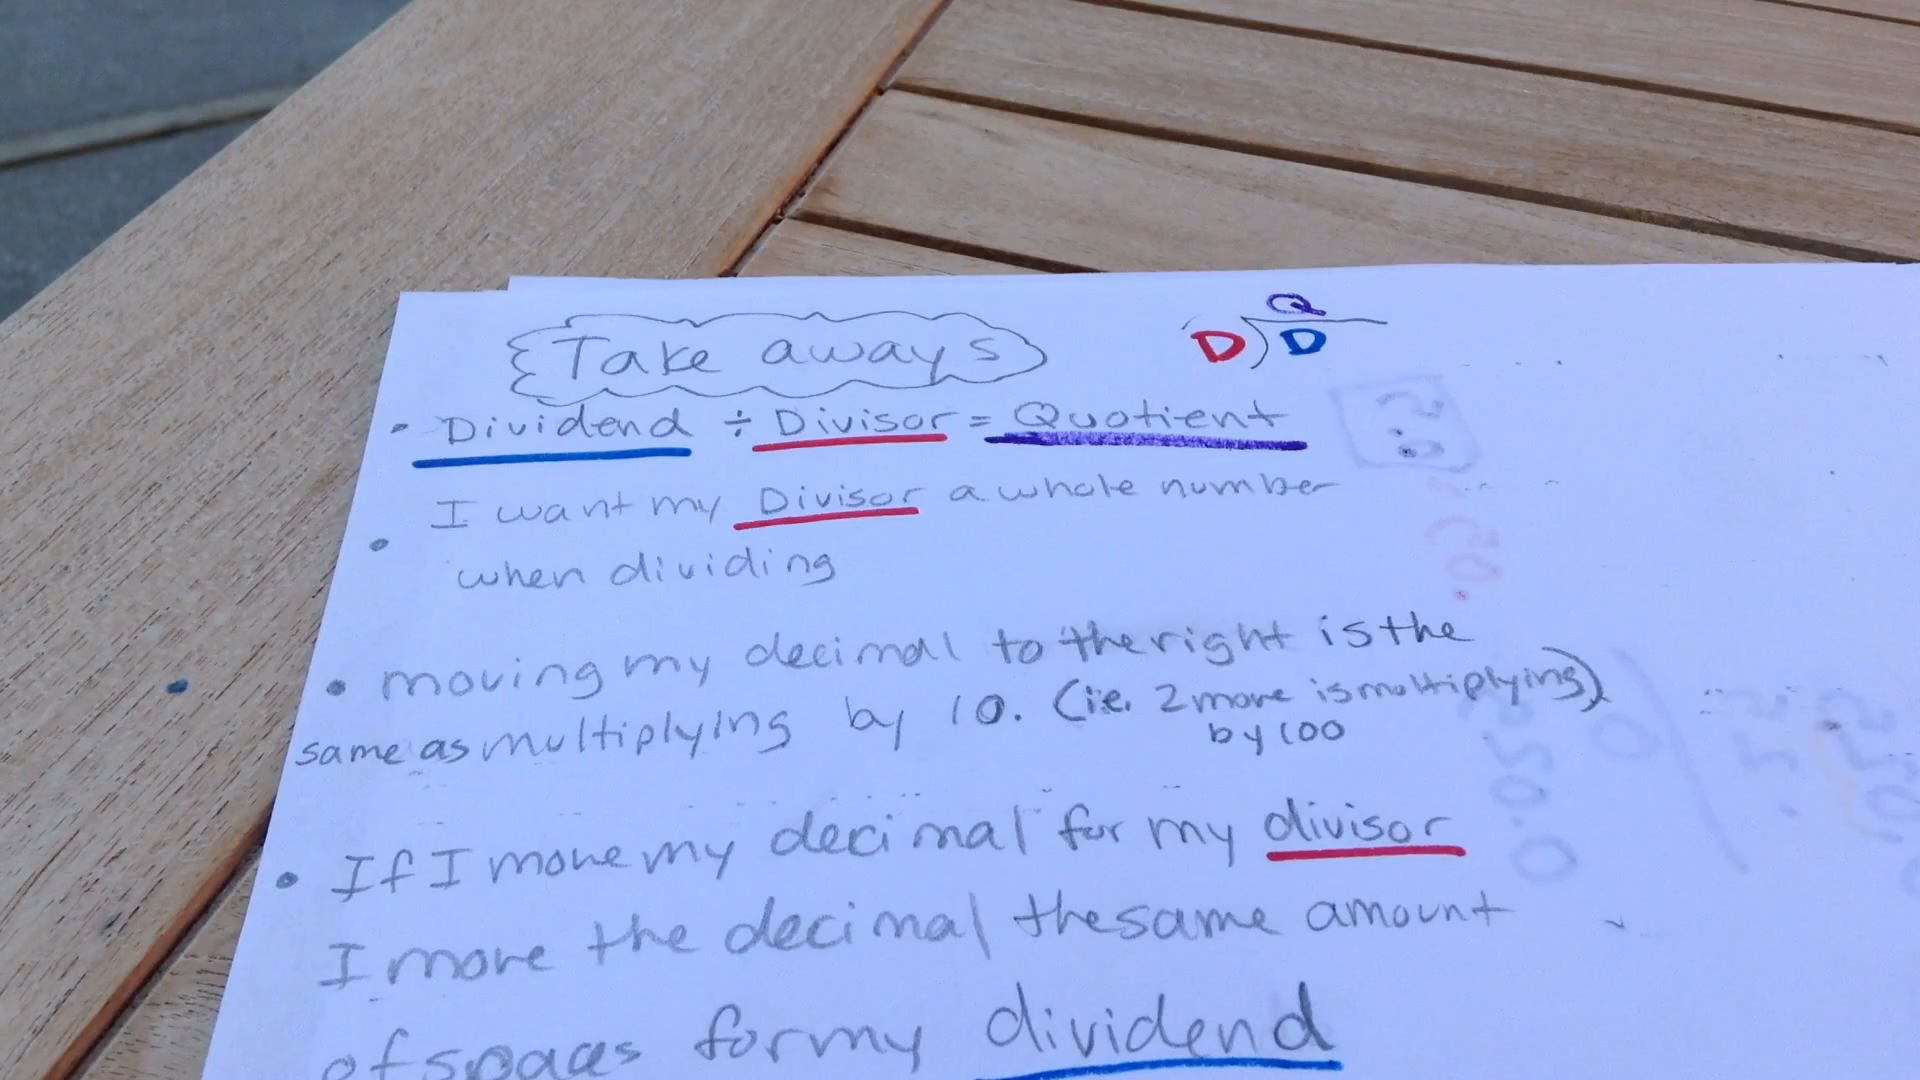 Take aways
Q
D D
• Dividend ÷ Divisor = Quotient
• I want my Divisor a whole number
when dividing
• moving my decimal to the right is the
same as multiplying by 10. (i.e. 2 move is multiplying)
by 100
• If I move my decimal for my divisor
I move the decimal the same amount
of spaces for my dividend